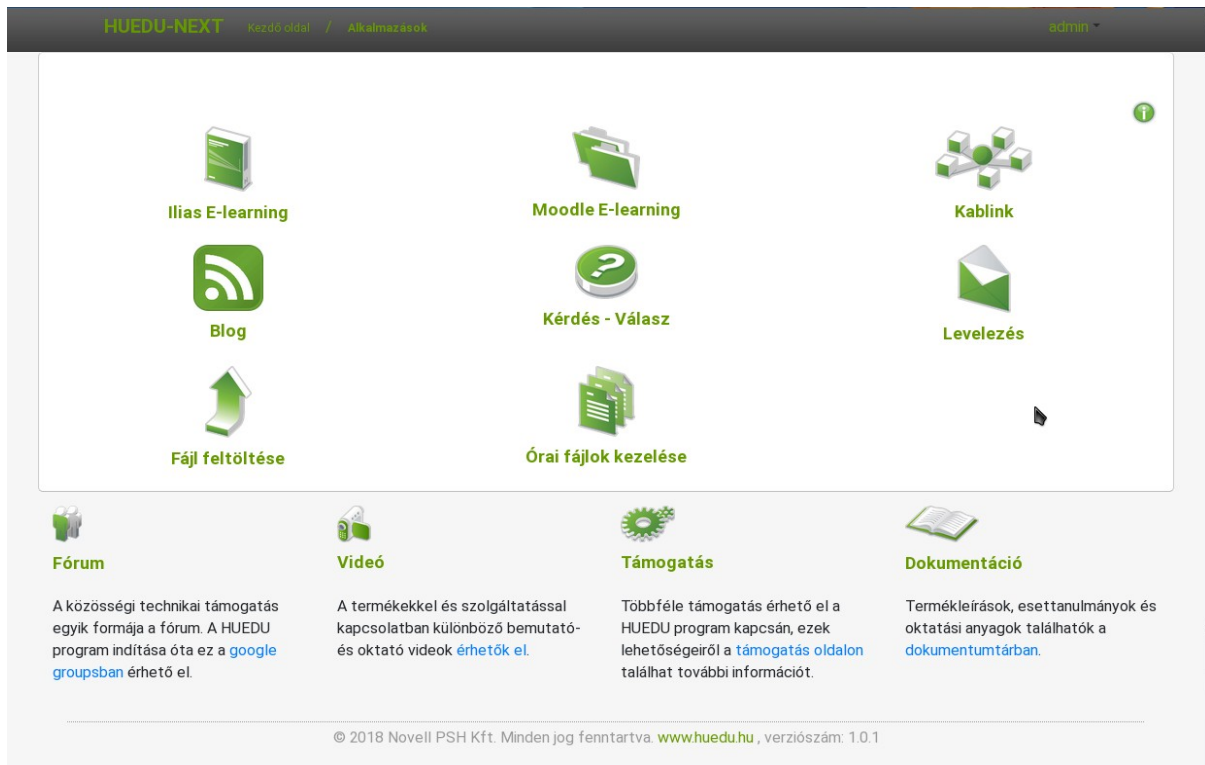 HUEDU-NEXT Kezdő oldal / Alkalmazások admin
Ilias E-learning
Moodle E-learning
Kablink
Blog
Kérdés - Válasz
Levelezés
Fájl feltöltése
Órai fájlok kezelése
Fórum
A közösségi technikai támogatás
egyik formája a fórum. A HUEDU
program indítása óta ez a google
groupsban érhető el.
Videó
A termékekkel és szolgáltatással
kapcsolatban különböző bemutató-
és oktató videok érhetők el.
Támogatás
Többféle támogatás érhető el a
HUEDU program kapcsán, ezek
lehetőségeiről a támogatás oldalon
találhat további információt.
Dokumentáció
Termékleírások, esettanulmányok és
oktatási anyagok találhatók a
dokumentumtárban.
© 2018 Novell PSH Kft. Minden jog fenntartva. www.huedu.hu , verziószám: 1.0.1